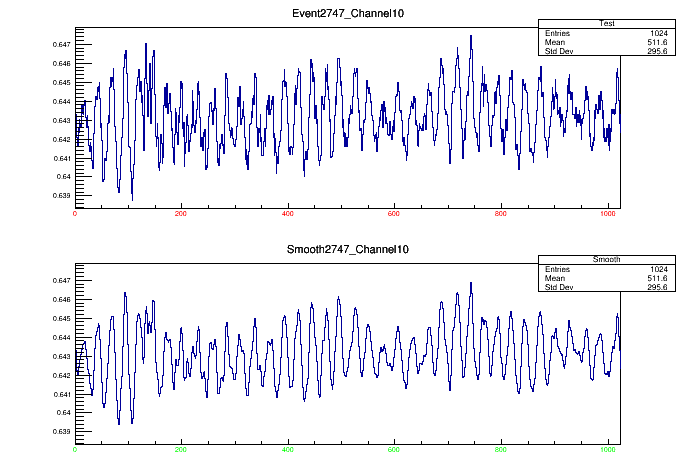 Event2747_Channel10
Test
Entries 1024
Mean 511.6
Std Dev 295.6
0.647
0.646
0.645
0.644
0.643
0.642
0.641
0.64
0.639
0 200 400 600 800 1000
Smooth2747_Channel10
Smooth
Entries 1024
Mean 511.6
Std Dev 295.6
0.647
0.646
0.645
0.644
0.643
0.642
0.641
0.64
0.639
0 200 400 600 800 1000